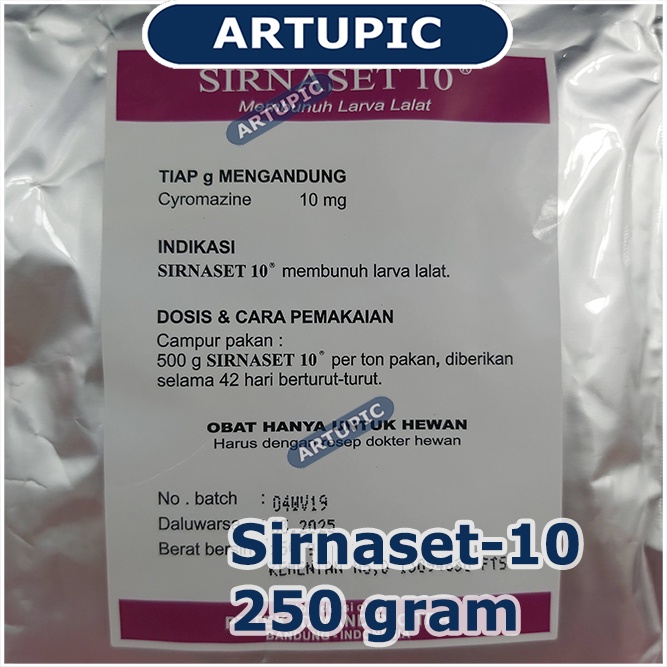 ARTUPIC
SIRNASET 10®
Membunuh Larva Lalat
ARTUPIC
TIAP g MENGANDUNG
Cyromazine 10 mg
INDIKASI
SIRNASET 10® membunuh larva lalat.
DOSIS & CARA PEMAKAIAN
Campur pakan :
500 g SIRNASET 10® per ton pakan, diberikan
selama 42 hari berturut-turut.
OBAT HANYA UNTUK HEWAN
Harus dengan resep dokter hewan
ARTUPIC
No . batch :
Daluwarsa 2025
Berat
Sirnaset-10
KEMENTAN
250 gram
BANDUNG - INDONESIA